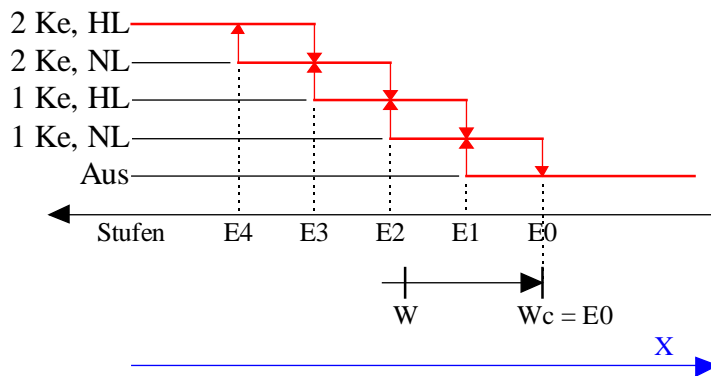 2 Ke, HL
2 Ke, NL
1 Ke, HL
1 Ke, NL
Aus
Stufen E4 E3 E2 E1 E0
W Wc = E0
X